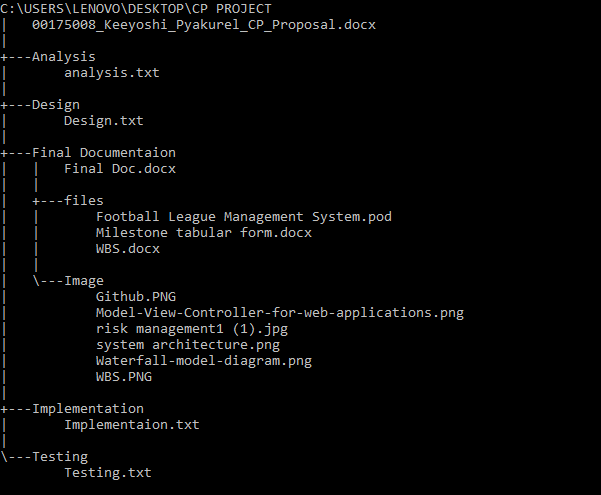 C:\USERS\LENOVO\DESKTOP\CP PROJECT
|   00175008_Keeyoshi_Pyakurel_CP_Proposal.docx
|
+---Analysis
|       analysis.txt
|
+---Design
|       Design.txt
|
+---Final Documentaion
|   |   Final Doc.docx
|   |
|   +---files
|   |       Football League Management System.pod
|   |       Milestone tabular form.docx
|   |       WBS.docx
|   |
|   \---Image
|           Github.PNG
|           Model-View-Controller-for-web-applications.png
|           risk management1 (1).jpg
|           system architecture.png
|           Waterfall-model-diagram.png
|           WBS.PNG
|
+---Implementation
|       Implementaion.txt
|
\---Testing
        Testing.txt